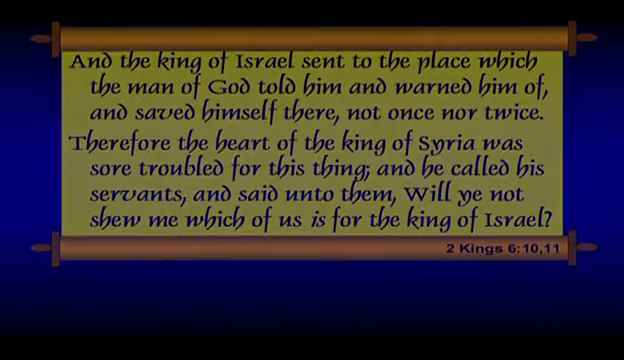 And the king of Israel sent to the place which
the man of God told him and warned him of,
and saved himself there, not once nor twice.
Therefore the heart of the king of Syria was
sore troubled for this thing; and he called his
servants, and said unto them, Will ye not
shew me which of us is for the king of Israel?
2 Kings 6:10,11